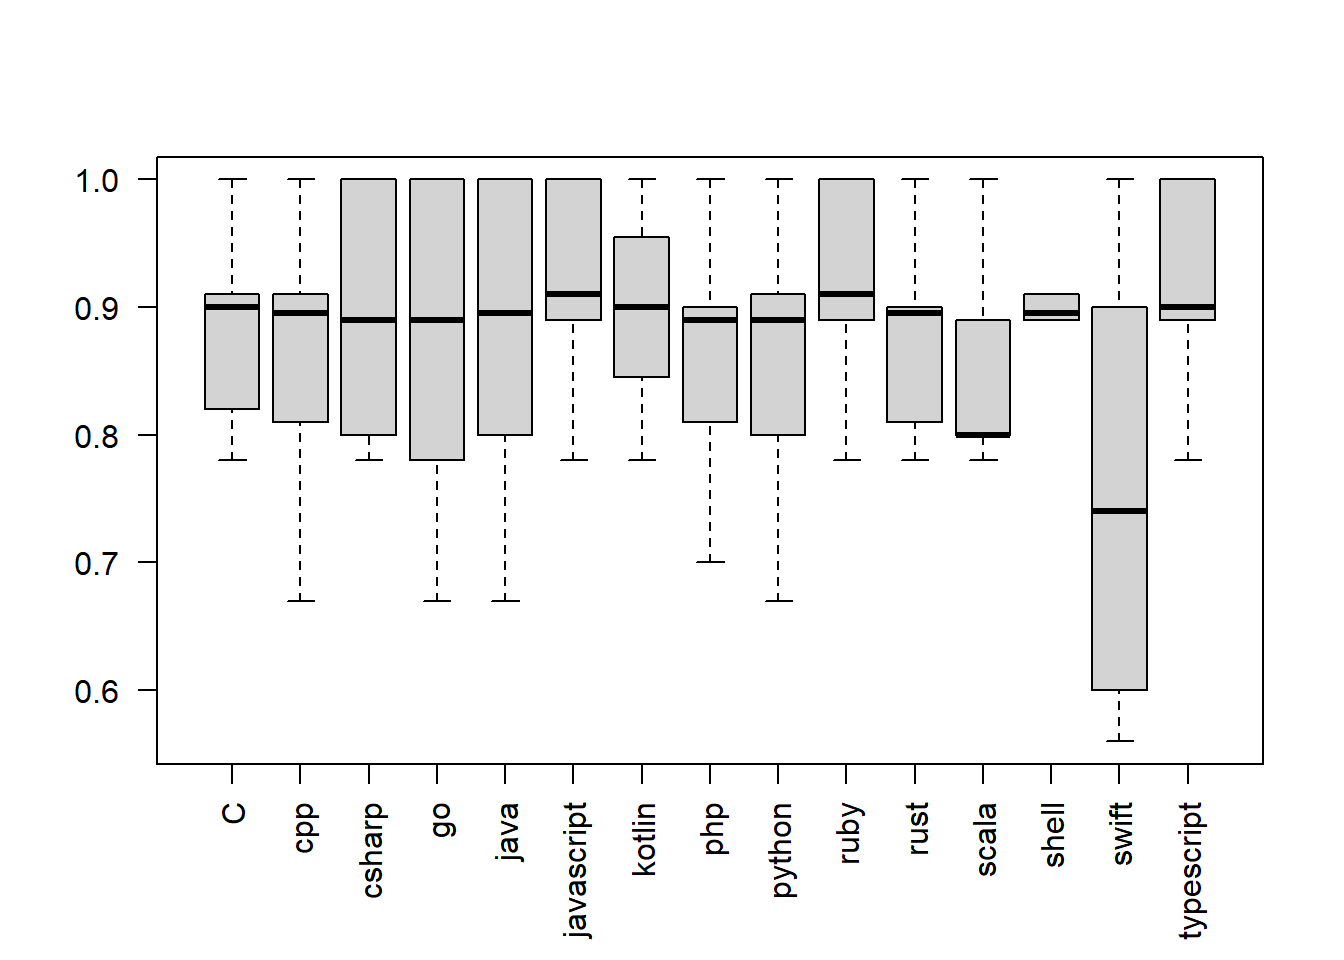 1.0
0.9
0.8
0.7
0.6
C
cpp
csharp
go
java
javascript
kotlin
php
python
ruby
rust
scala
shell
swift
typescript